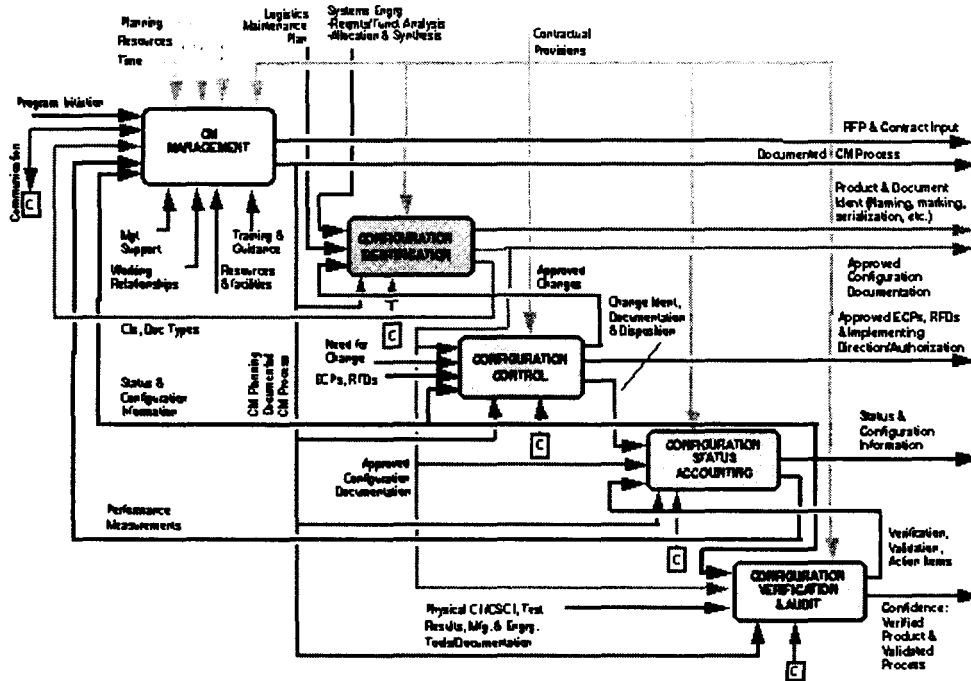 Planning
Resources
Time
Logistics
Maintenance
Plan
Systems Engrg
-Reqmts/Funct Analysis
-Allocation & Synthesis
Contractual
Provisions
Program Initiation
CM
MANAGEMENT
RFP & Contract Input
Documented CM Process
Communication
C
Mgt
Support
Working
Relationships
Resources
& facilities
Training &
Guidance
CONFIGURATION
IDENTIFICATION
Product & Document
Ident (Naming, marking,
serialization, etc.)
Approved
Configuration
Documentation
Approved
Changes
C
CIs, Doc Types
Need for
Change
ECPs, RFDs
CONFIGURATION
CONTROL
Change Ident,
Documentation
& Disposition
Approved ECPs, RFDs
& Implementing
Direction/Authorization
C
Status &
Configuration
Information
CM Planning
Documented
CM Process
Approved
Configuration
Documentation
CONFIGURATION
STATUS
ACCOUNTING
Status &
Configuration
Information
C
Performance
Measurements
Verification,
Validation,
Action Items
Physical CI/CSCI, Test
Results, Mfg. & Engrg.
Tools/Documentation
CONFIGURATION
VERIFICATION
& AUDIT
Confidence:
Verified
Product &
Validated
Process
C